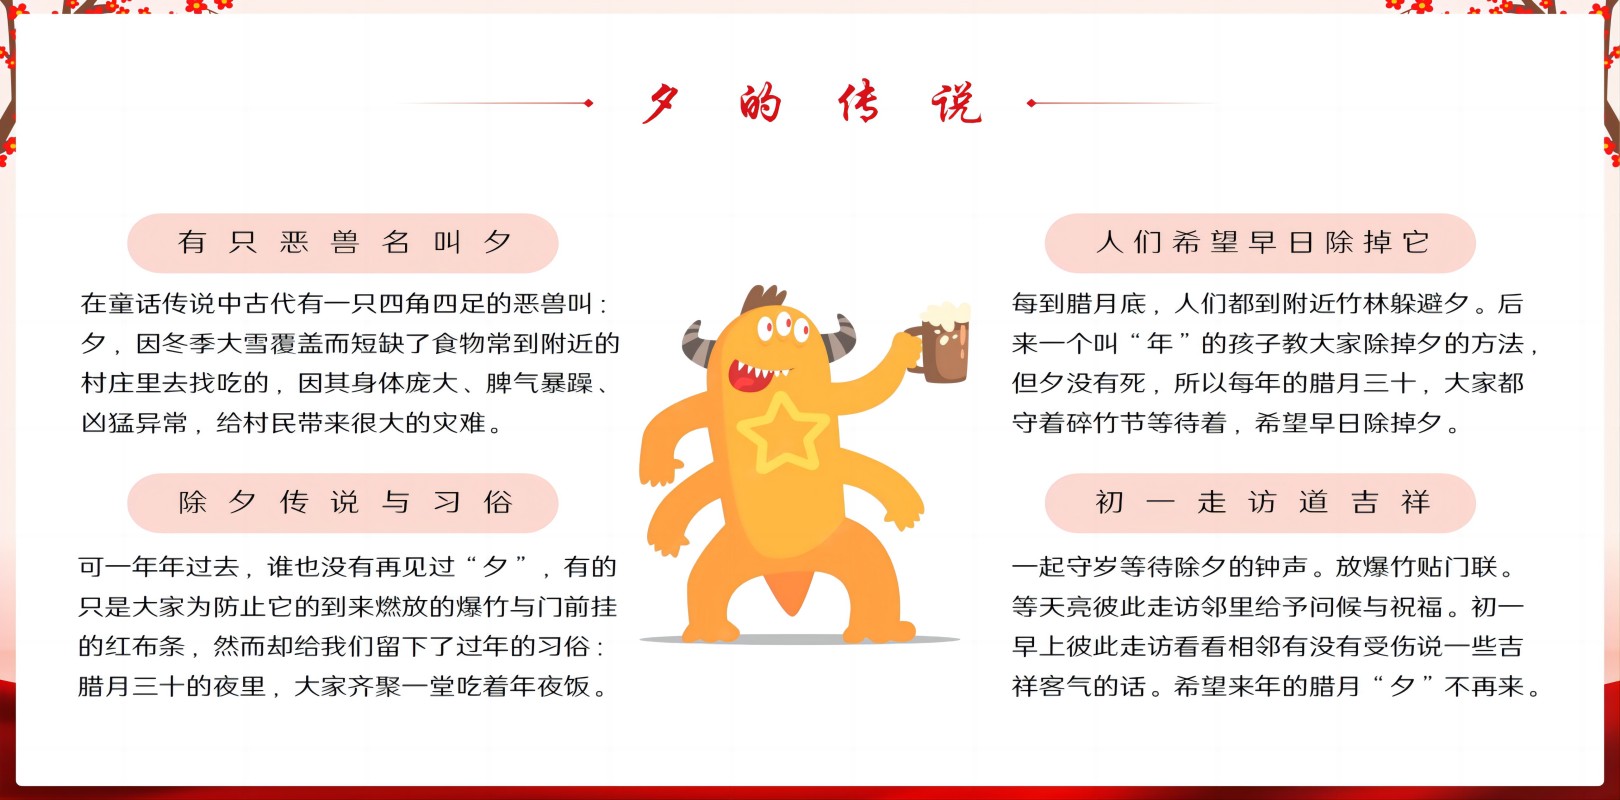 夕的传说
有只恶兽名叫夕
在童话传说中古代有一只四角四足的恶兽叫：
夕，因冬季大雪覆盖而短缺了食物常到附近的
村庄里去找吃的，因其身体庞大、脾气暴躁、
凶猛异常，给村民带来很大的灾难。
除夕传说与习俗
可一年年过去，谁也没有再见过“夕”，有的
只是大家为防止它的到来燃放的爆竹与门前挂
的红布条，然而却给我们留下了过年的习俗：
腊月三十的夜里，大家齐聚一堂吃着年夜饭。
人们希望早日除掉它
每到腊月底，人们都到附近竹林躲避夕。后
来一个叫“年”的孩子教大家除掉夕的方法，
但夕没有死，所以每年的腊月三十，大家都
守着碎竹节等待着，希望早日除掉夕。
初一走访道吉祥
一起守岁等待除夕的钟声。放爆竹贴门联。
等天亮彼此走访邻里给予问候与祝福。初一
早上彼此走访看看相邻有没有受伤说一些吉
祥客气的话。希望来年的腊月“夕”不再来。